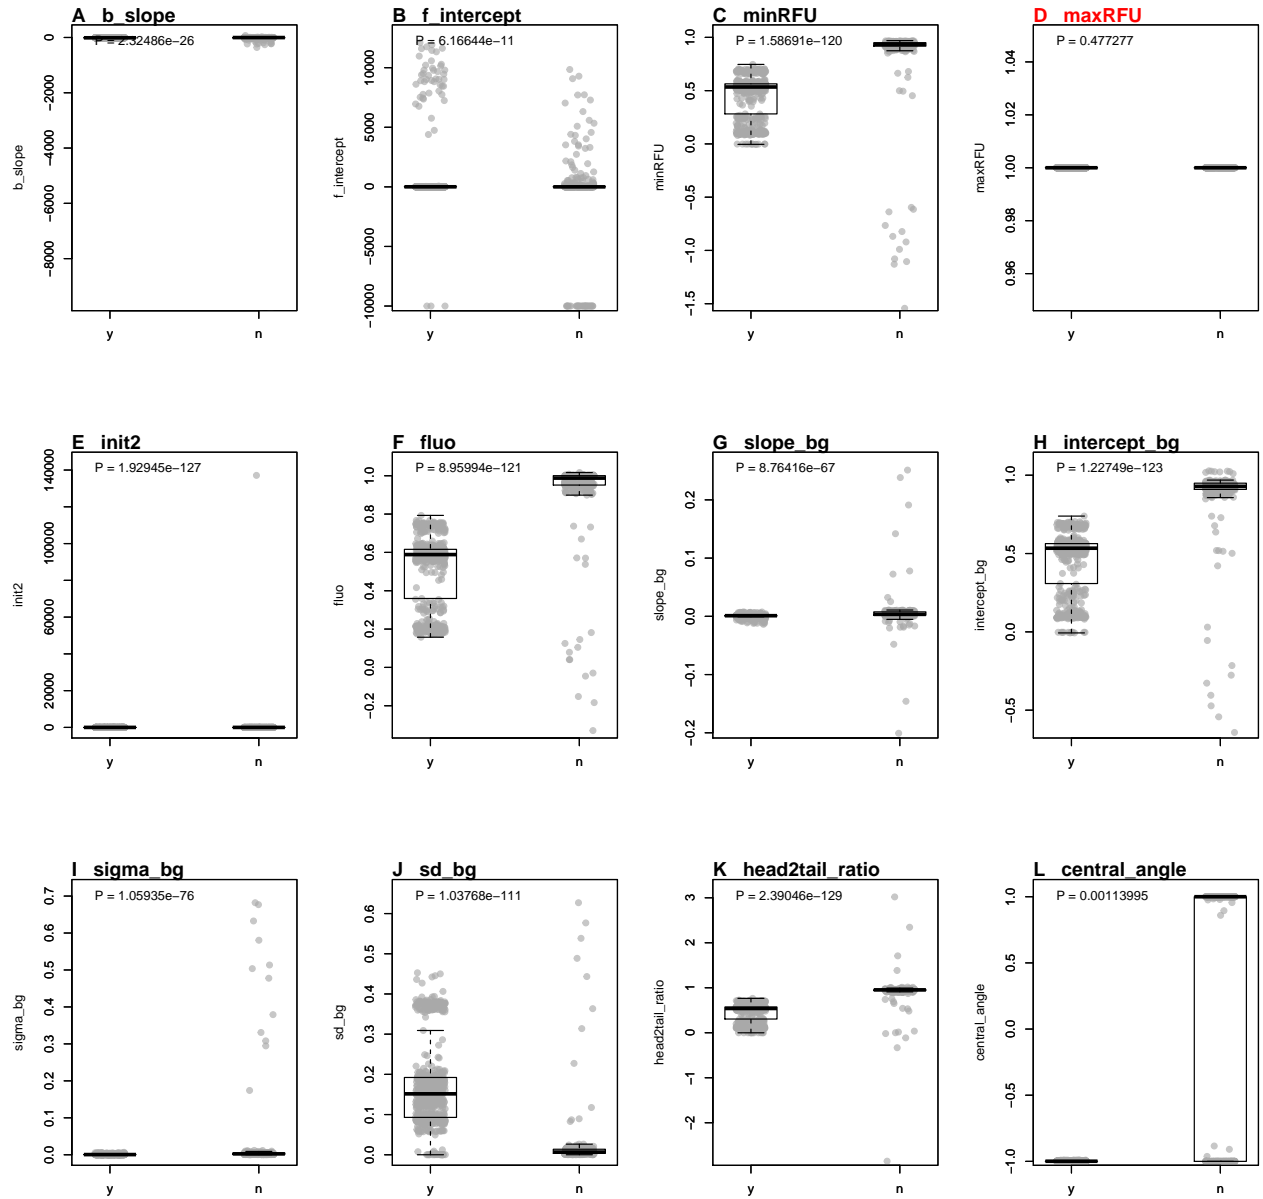 A b_slope
P = 2.32486e−26
b_slope
0
−2000
−4000
−6000
−8000
y n
B f_intercept
P = 6.16644e−11
f_intercept
10000
5000
0
−5000
−10000
y n
C minRFU
P = 1.58691e−120
minRFU
1.0
0.5
0.0
−0.5
−1.0
−1.5
y n
D maxRFU
P = 0.477277
maxRFU
1.04
1.02
1.00
0.98
0.96
y n
E init2
P = 1.92945e−127
init2
140000
100000
60000
20000
0
y n
F fluo
P = 8.95994e−121
fluo
1.0
0.8
0.6
0.4
0.2
0.0
−0.2
y n
G slope_bg
P = 8.76416e−67
slope_bg
0.2
0.1
0.0
−0.1
−0.2
y n
H intercept_bg
P = 1.22749e−123
intercept_bg
1.0
0.5
0.0
−0.5
y n
I sigma_bg
P = 1.05935e−76
sigma_bg
0.7
0.6
0.5
0.4
0.3
0.2
0.1
0.0
y n
J sd_bg
P = 1.03768e−111
sd_bg
0.6
0.5
0.4
0.3
0.2
0.1
0.0
y n
K head2tail_ratio
P = 2.39046e−129
head2tail_ratio
3
2
1
0
−1
−2
y n
L central_angle
P = 0.00113995
central_angle
1.0
0.5
0.0
−0.5
−1.0
y n